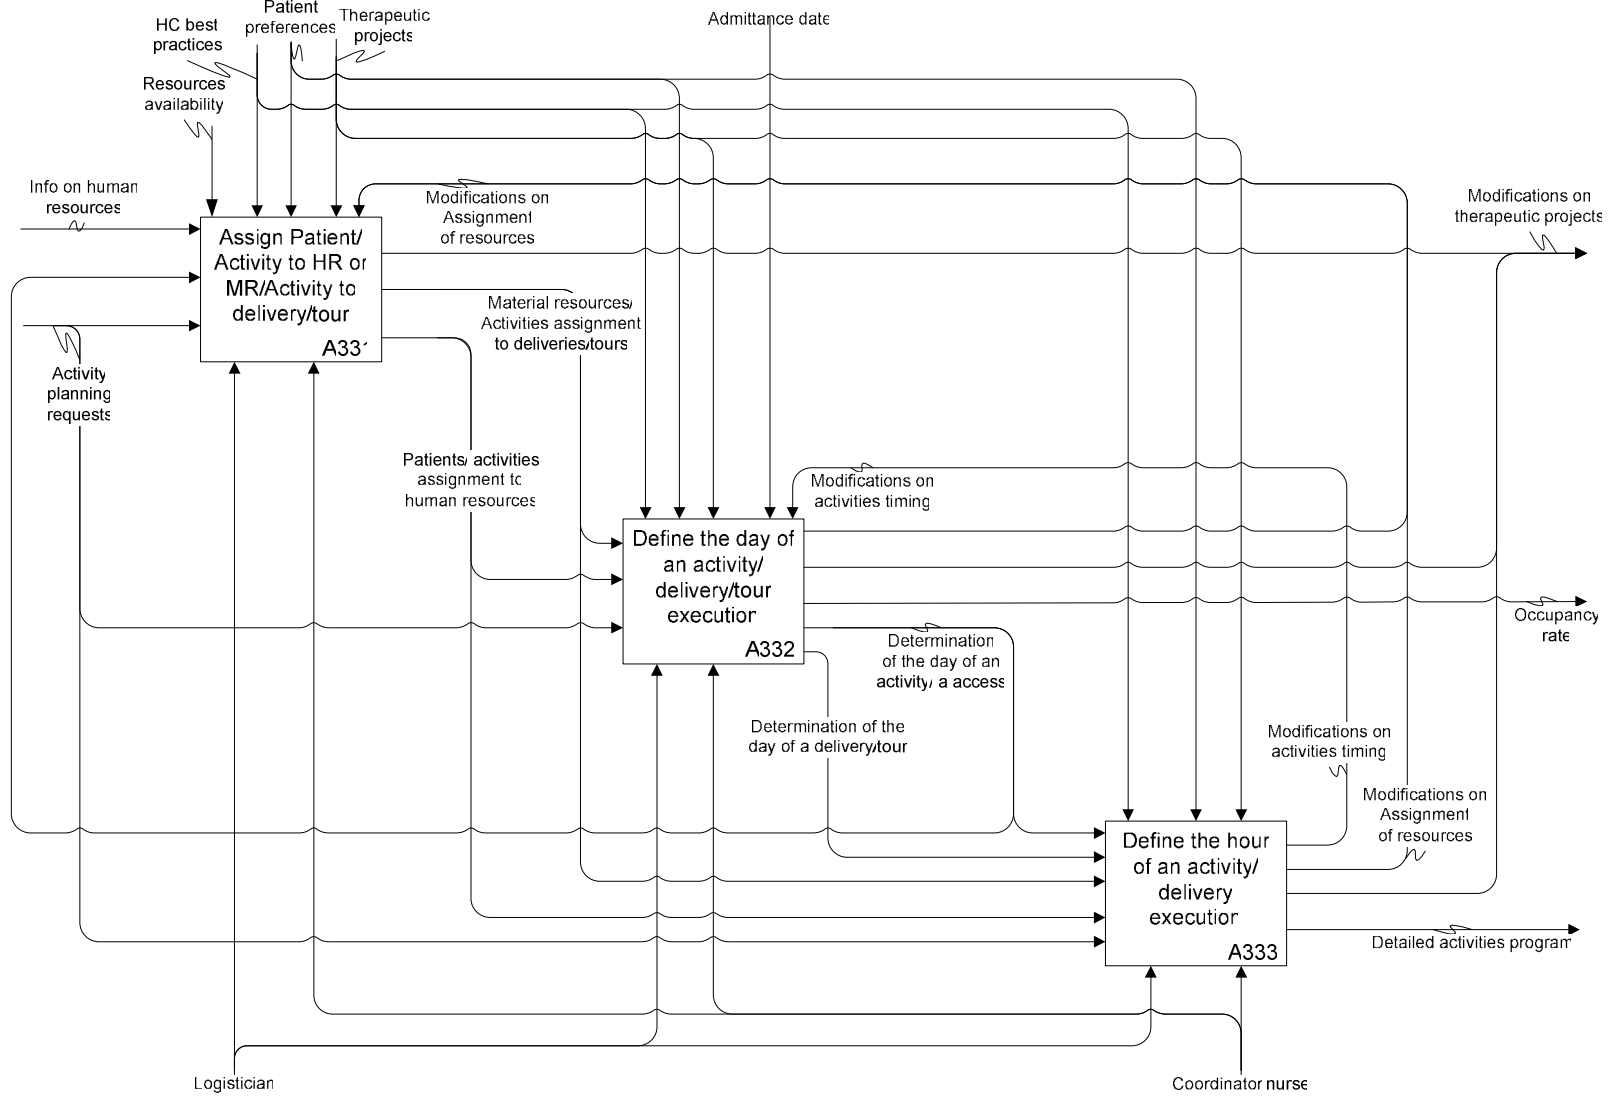 Patient
preferences
HC best
practices
Therapeutic
projects
Admittance date
Resources
availability
Info on human
resources
Modifications on
Assignment
of resources
Modifications on
therapeutic projects
Assign Patient/
Activity to HR or
MR/Activity to
delivery/tour
A331
Material resources/
Activities assignment
to deliveries/tours
Activity
planning
requests
Patients/ activities
assignment to
human resources
Modifications on
activities timing
Define the day of
an activity/
delivery/tour
execution
A332
Occupancy
rate
Determination
of the day of an
activity/ a access
Determination of the
day of a delivery/tour
Modifications on
activities timing
Modifications on
Assignment
of resources
Define the hour
of an activity/
delivery
execution
A333
Detailed activities program
Logistician
Coordinator nurse